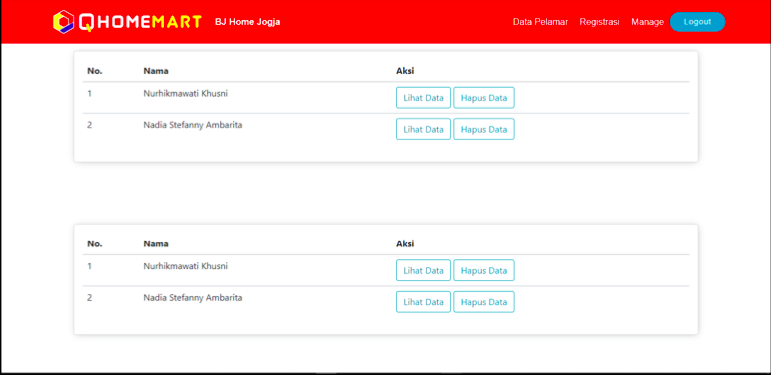 QHOMEMART BJ Home Jogja Data Pelamar Registrasi Manage Logout
No. Nama Aksi
1 Nurhikmawati Khusni Lihat Data Hapus Data
2 Nadia Stefanny Ambarita Lihat Data Hapus Data
No. Nama Aksi
1 Nurhikmawati Khusni Lihat Data Hapus Data
2 Nadia Stefanny Ambarita Lihat Data Hapus Data